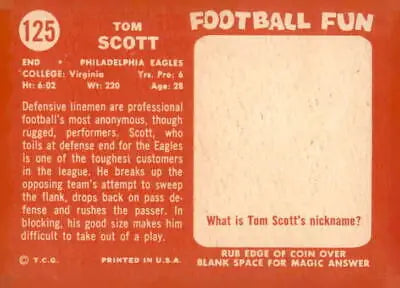 125
TOM
SCOTT
END • PHILADELPHIA EAGLES
COLLEGE: Virginia Yrs. Pro: 6
Ht: 6:02 Wt: 220 Age: 28
Defensive linemen are professional
football's most anonymous, though
rugged, performers. Scott, who
toils at defense end for the Eagles
is one of the toughest customers
in the league. He breaks up the
opposing team's attempt to sweep
the flank, drops back on pass de-
fense and rushes the passer. In
blocking, his good size makes him
difficult to take out of a play.
© T.C.G. PRINTED IN U.S.A.
FOOTBALL FUN
What is Tom Scott's nickname?
RUB EDGE OF COIN OVER
BLANK SPACE FOR MAGIC ANSWER